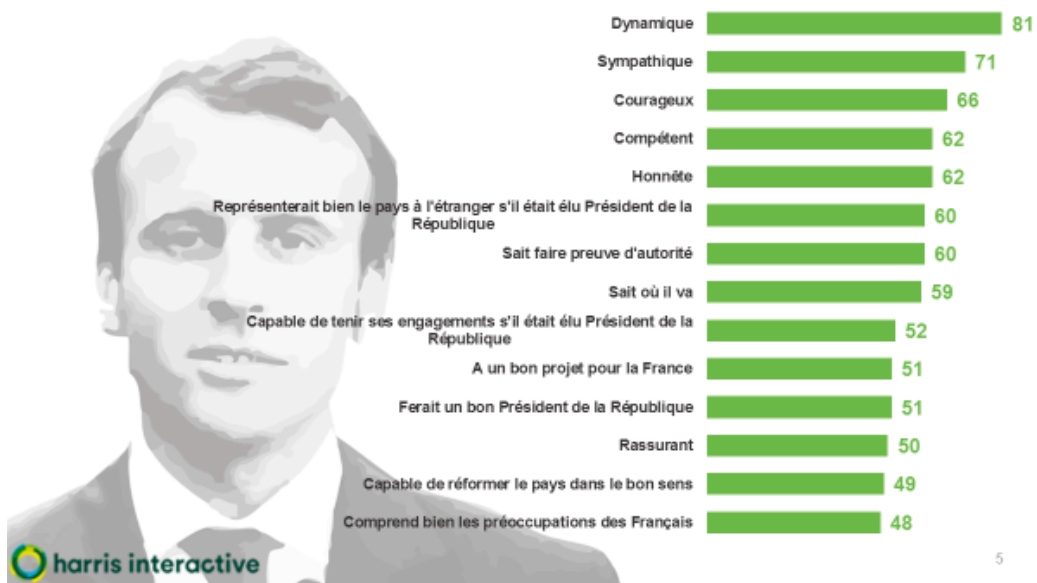 Dynamique 81
Sympathique 71
Courageux 66
Compétent 62
Honnête 62
Représenterait bien le pays à l'étranger s'il était élu Président de la
République 60
Sait faire preuve d'autorité 60
Sait où il va 59
Capable de tenir ses engagements s'il était élu Président de la
République 52
A un bon projet pour la France 51
Ferait un bon Président de la République 51
Rassurant 50
Capable de réformer le pays dans le bon sens 49
Comprend bien les préoccupations des Français 48
harris interactive
5